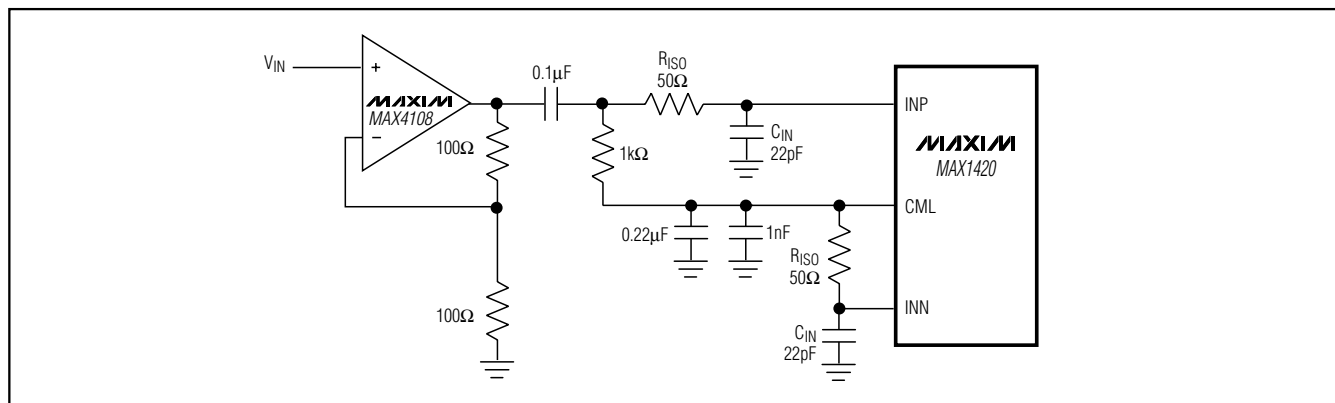 V_IN
+
MAXIM
MAX4108
−
100Ω
100Ω
0.1µF
R_ISO
50Ω
1kΩ
C_IN
22pF
0.22µF
1nF
R_ISO
50Ω
C_IN
22pF
INP
MAXIM
MAX1420
CML
INN